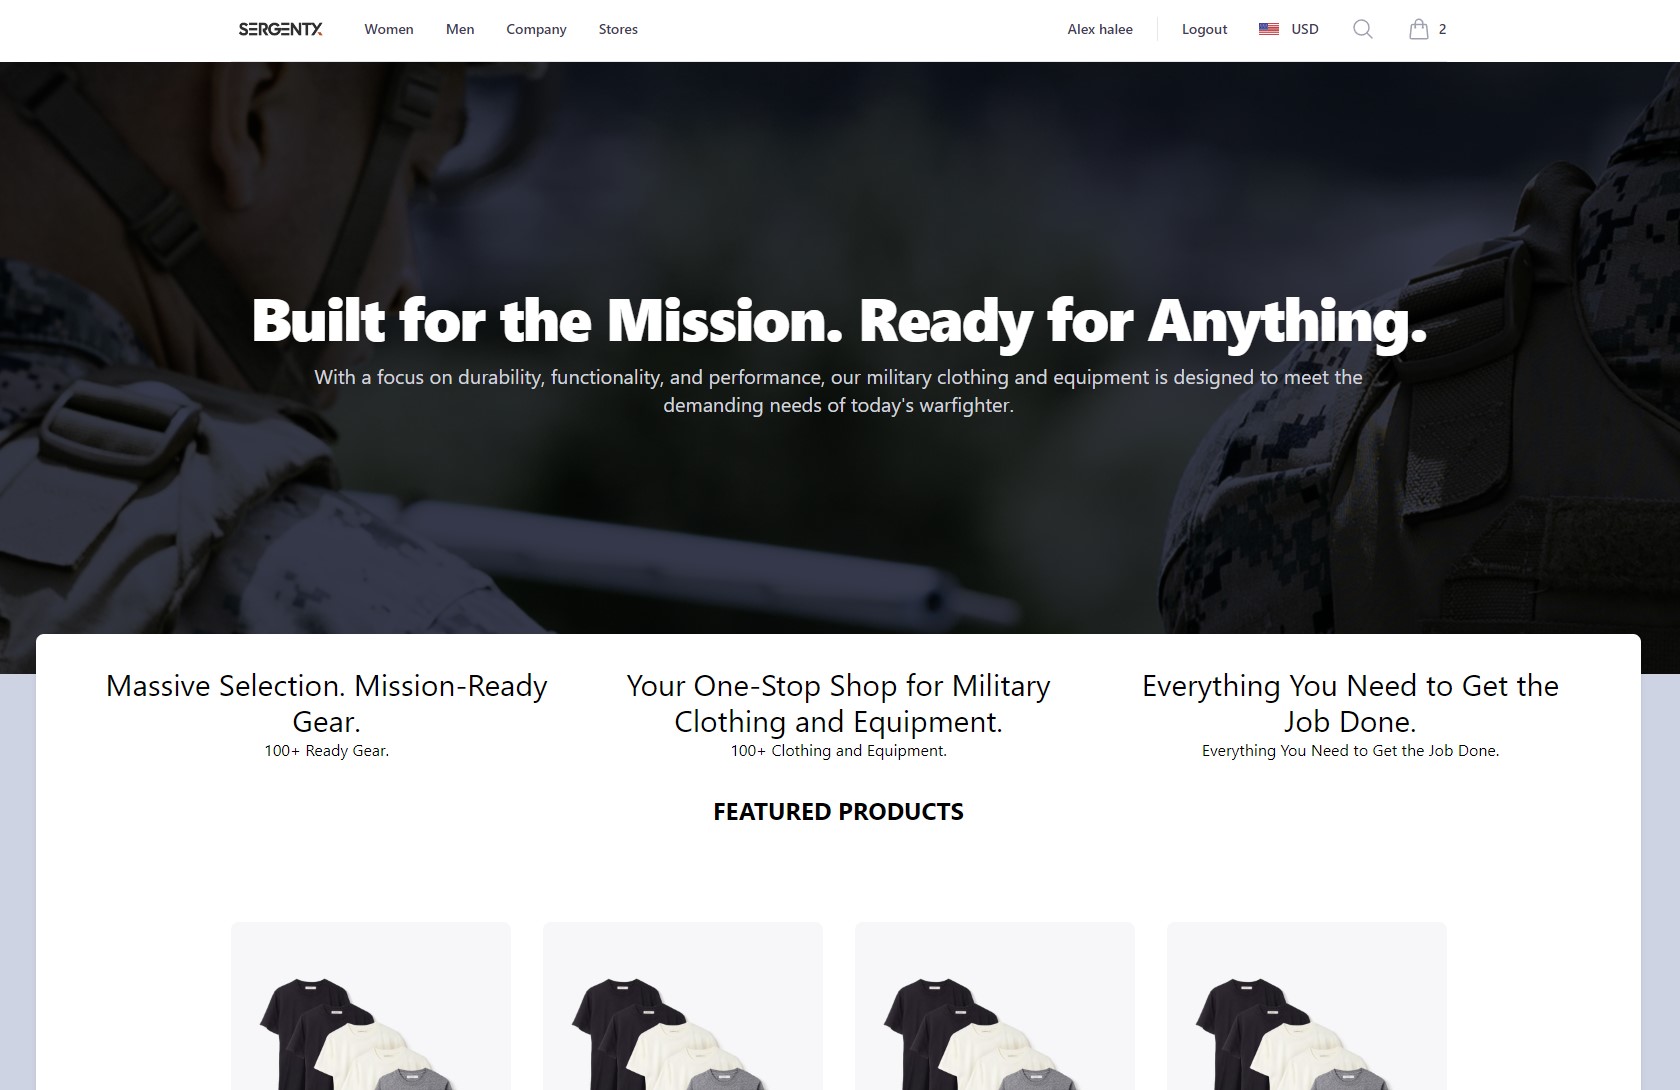 SERGENTX Women Men Company Stores Alex halee Logout USD 2
Built for the Mission. Ready for Anything.
With a focus on durability, functionality, and performance, our military clothing and equipment is designed to meet the
demanding needs of today's warfighter.
Massive Selection. Mission-Ready
Gear.
100+ Ready Gear.
Your One-Stop Shop for Military
Clothing and Equipment.
100+ Clothing and Equipment.
Everything You Need to Get the
Job Done.
Everything You Need to Get the Job Done.
FEATURED PRODUCTS